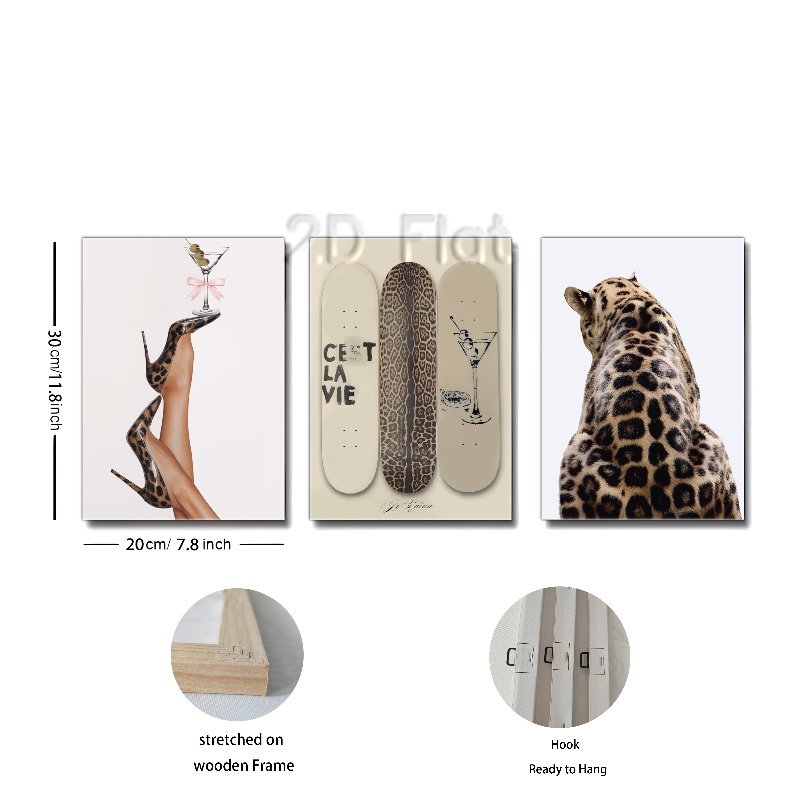 2D Flat
30cm/11.8inch
CEST
LA
VIE
20cm/ 7.8 inch
stretched on
wooden Frame
Hook
Ready to Hang